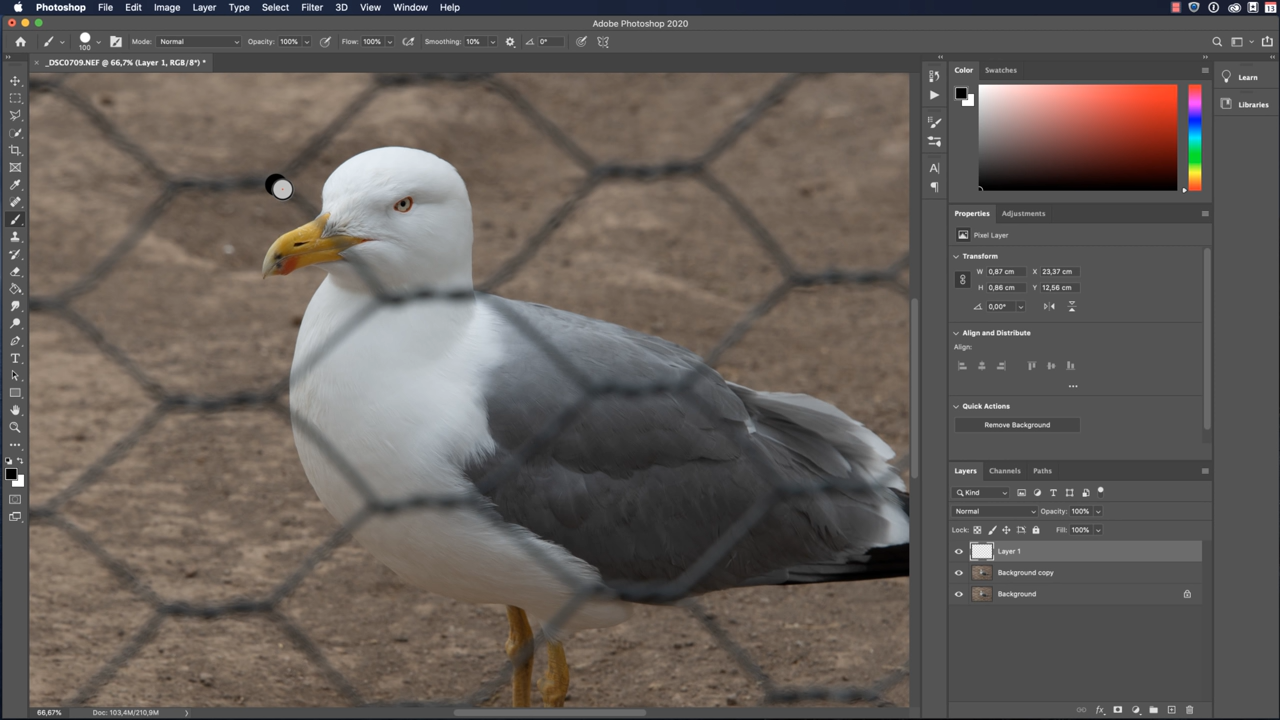 Photoshop File Edit Image Layer Type Select Filter 3D View Window Help 13
Adobe Photoshop 2020
100 Mode: Normal Opacity: 100% Flow: 100% Smoothing: 10% 0°
_DSC0709.NEF @ 66,7% (Layer 1, RGB/8*) *
Color Swatches
Learn
Libraries
Properties Adjustments
Pixel Layer
Transform
W 0,87 cm X 23,37 cm
H 0,86 cm Y 12,56 cm
0,00°
Align and Distribute
Align:
Quick Actions
Remove Background
Layers Channels Paths
Kind
Normal Opacity: 100%
Lock: Fill: 100%
Layer 1
Background copy
Background
66,67% Doc: 103,4M/210,9M